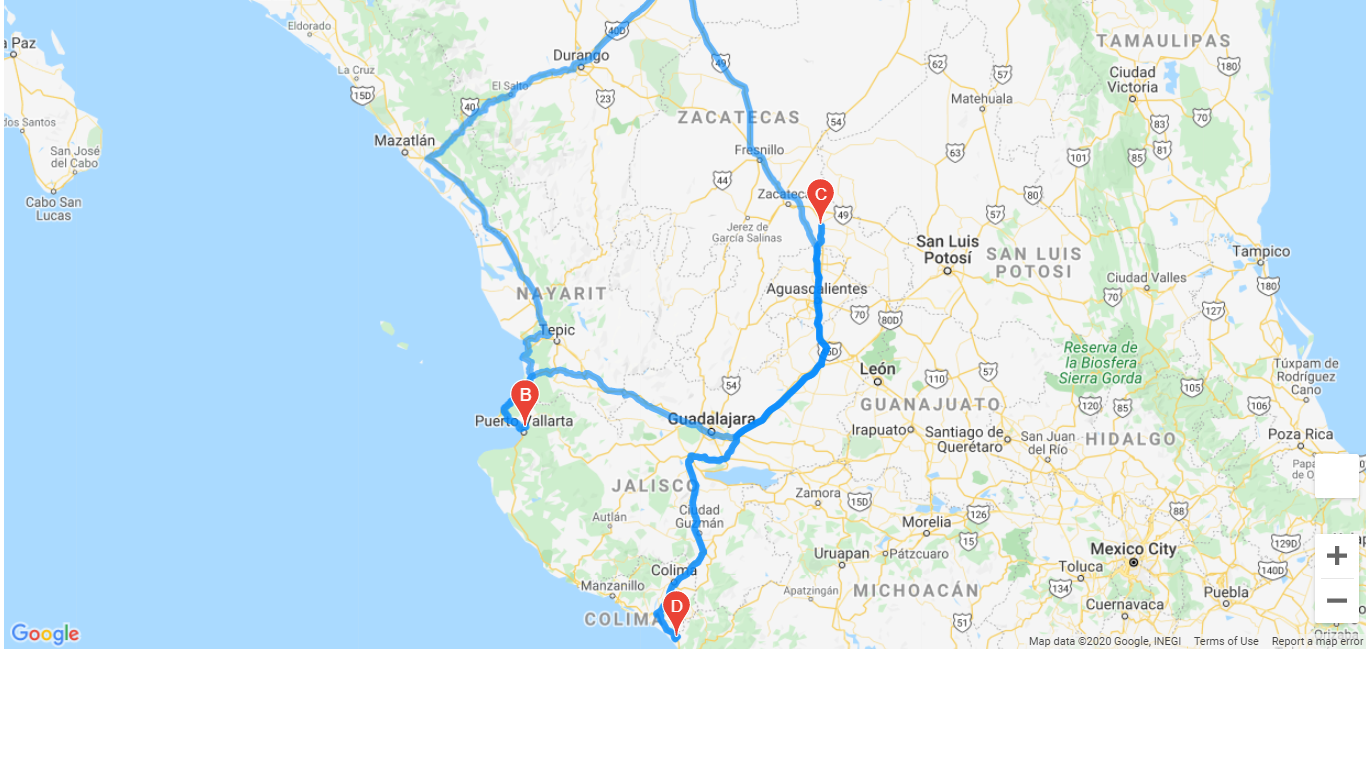 Eldorado
40D
TAMAULIPAS
a Paz
Durango
49
62
57
180
La Cruz
El Salto
Ciudad
Victoria
15D
40
23
Matehuala
dos Santos
ZACATECAS
54
83
70
Mazatlán
San José
del Cabo
Fresnillo
63
101
85
81
Cabo San
Lucas
44
Zacatec
C
80
49
57
Jerez de
García Salinas
San Luis
Potosí
SAN LUIS
POTOSI
Tampico
Ciudad Valles
180
NAYARIT
Aguascalientes
70
127
Tepic
70
80D
Reserva de
la Biosfera
Sierra Gorda
León
Túxpam de
Rodríguez
Cano
B
54
110
57
105
GUANAJUATO
120
85
Puerto Vallarta
Guadalajara
Irapuato
Santiago de
Querétaro
San Juan
del Río
HIDALGO
Poza Rica
JALISCO
Zamora
15D
Ciudad
Guzmán
126
88
Autlán
Morelia
15
129D
Uruapan
Pátzcuaro
Mexico City
Colima
Toluca
140D
Manzanillo
Apatzingán
MICHOACÁN
134
Puebla
D
Cuernavaca
COLIMA
51
Google
Map data ©2020 Google, INEGI
Terms of Use
Report a map error